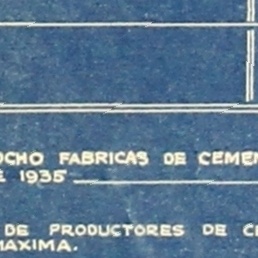 OCHO FABRICAS DE CEMEN
E 1935
DE PRODUCTORES DE C
MAXIMA.